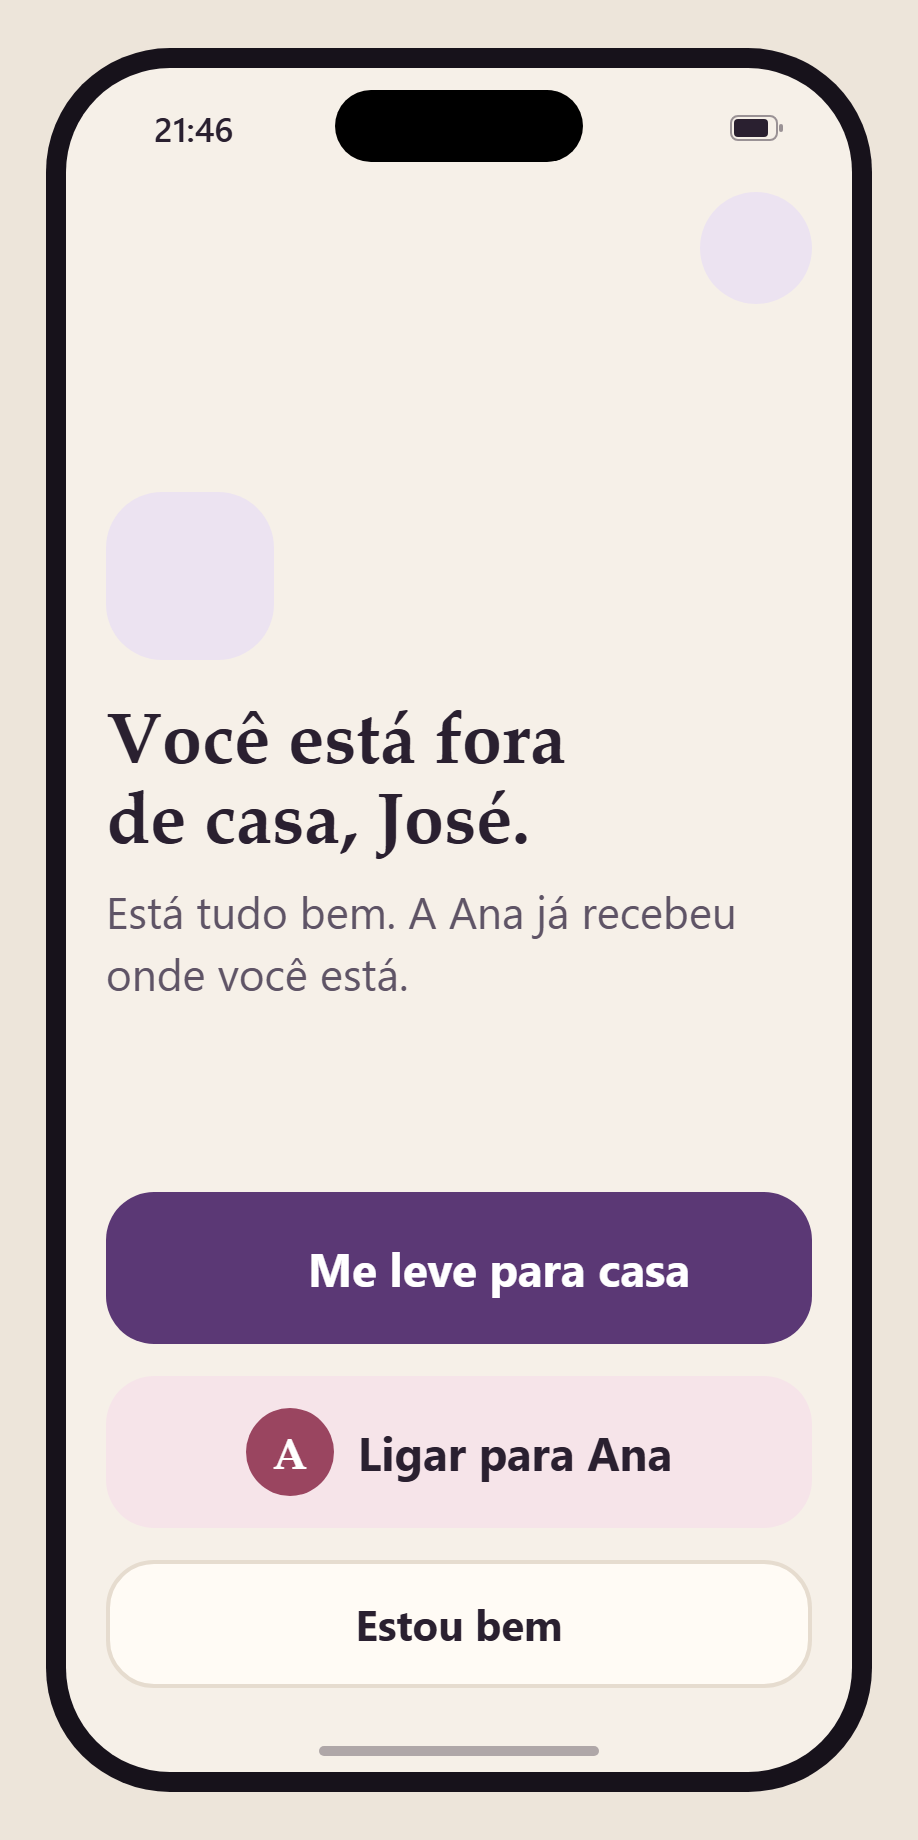 21:46
Você está fora
de casa, José.
Está tudo bem. A Ana já recebeu
onde você está.
Me leve para casa
A Ligar para Ana
Estou bem